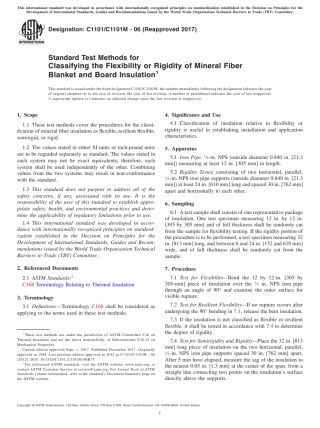 This international standard was developed in accordance with internationally recognized principles on standardization established in the Decision on Principles for the
Development of International Standards, Guides and Recommendations issued by the World Trade Organization Technical Barriers to Trade (TBT) Committee.
Designation: C1101/C1101M − 06 (Reapproved 2017)
INTERNATIONAL
Standard Test Methods for
Classifying the Flexibility or Rigidity of Mineral Fiber
Blanket and Board Insulation1
This standard is issued under the fixed designation C1101/C1101M; the number immediately following the designation indicates the year
of original adoption or, in the case of revision, the year of last revision. A number in parentheses indicates the year of last reapproval.
A superscript epsilon (ε) indicates an editorial change since the last revision or reapproval.
1. Scope
1.1 These test methods cover the procedures for the classi-
fication of mineral fiber insulation as flexible, resilient flexible,
semirigid, or rigid.
1.2 The values stated in either SI units or inch-pound units
are to be regarded separately as standard. The values stated in
each system may not be exact equivalents; therefore, each
system shall be used independently of the other. Combining
values from the two systems may result in non-conformance
with the standard.
1.3 This standard does not purport to address all of the
safety concerns, if any, associated with its use. It is the
responsibility of the user of this standard to establish appro-
priate safety, health, and environmental practices and deter-
mine the applicability of regulatory limitations prior to use.
1.4 This international standard was developed in accor-
dance with internationally recognized principles on standard-
ization established in the Decision on Principles for the
Development of International Standards, Guides and Recom-
mendations issued by the World Trade Organization Technical
Barriers to Trade (TBT) Committee.
2. Referenced Documents
2.1 ASTM Standards:2
C168 Terminology Relating to Thermal Insulation
3. Terminology
3.1 Definitions—Terminology C168 shall be considered as
applying to the terms used in these test methods.
1 These test methods are under the jurisdiction of ASTM Committee C16 on
Thermal Insulation and are the direct responsibility of Subcommittee C16.32 on
Mechanical Properties.
Current edition approved Sept. 1, 2017. Published December 2017. Originally
approved in 1988. Last previous edition approved in 2012 as C1101/C1101M – 06
(2012). DOI: 10.1520/C1101_C1101M-06R17.
2 For referenced ASTM standards, visit the ASTM website, www.astm.org, or
contact ASTM Customer Service at service@astm.org. For Annual Book of ASTM
Standards volume information, refer to the standard's Document Summary page on
the ASTM website.
4. Significance and Use
4.1 Classification of insulation relative to flexibility or
rigidity is useful in establishing installation and application
characteristics.
5. Apparatus
5.1 Iron Pipe, ½-in. NPS (outside diameter 0.840 in. [21.3
mm]) measuring at least 12 in. [305 mm] in length.
5.2 Rigidity Tester, consisting of two horizontal, parallel,
½-in. NPS iron pipe supports (outside diameter 0.840 in. [21.3
mm]) at least 24 in. [610 mm] long and spaced 30 in. [762 mm]
apart and horizontally to each other.
6. Sampling
6.1 A test sample shall consist of one representative package
of insulation. One test specimen measuring 12 in. by 12 in.
[305 by 305 mm] and of full thickness shall be randomly cut
from the sample for flexibility testing. If the rigidity portion of
the procedure is to be performed, a test specimen measuring 32
in. [813 mm] long, and between 6 and 24 in. [152 and 610 mm]
wide, and of full thickness shall be randomly cut from the
sample.
7. Procedure
7.1 Test for Flexibility—Bend the 12 by 12-in. [305 by
305-mm] piece of insulation over the ½ in. NPS iron pipe
through an angle of 90° and examine the outer surface for
visible rupture.
7.2 Test for Resilient Flexibility—If no rupture occurs after
undergoing the 90° bending in 7.1, release the bent insulation.
7.3 If the insulation is not classified as flexible or resilient
flexible, it shall be tested in accordance with 7.4 to determine
the degree of rigidity.
7.4 Test for Semirigidity and Rigidity—Place the 32 in. [813
mm] long piece of insulation on the two horizontal, parallel,
½-in. NPS iron pipe supports spaced 30 in. [762 mm] apart.
After 5 min have elapsed, measure the sag of the insulation to
the nearest 0.05 in. [1.3 mm] at the center of the span, from a
straight line connecting two points on the insulation's surface
directly above the supports.
Copyright © ASTM International, 100 Barr Harbor Drive, PO Box C700, West Conshohocken, PA 19428-2959. United States
1